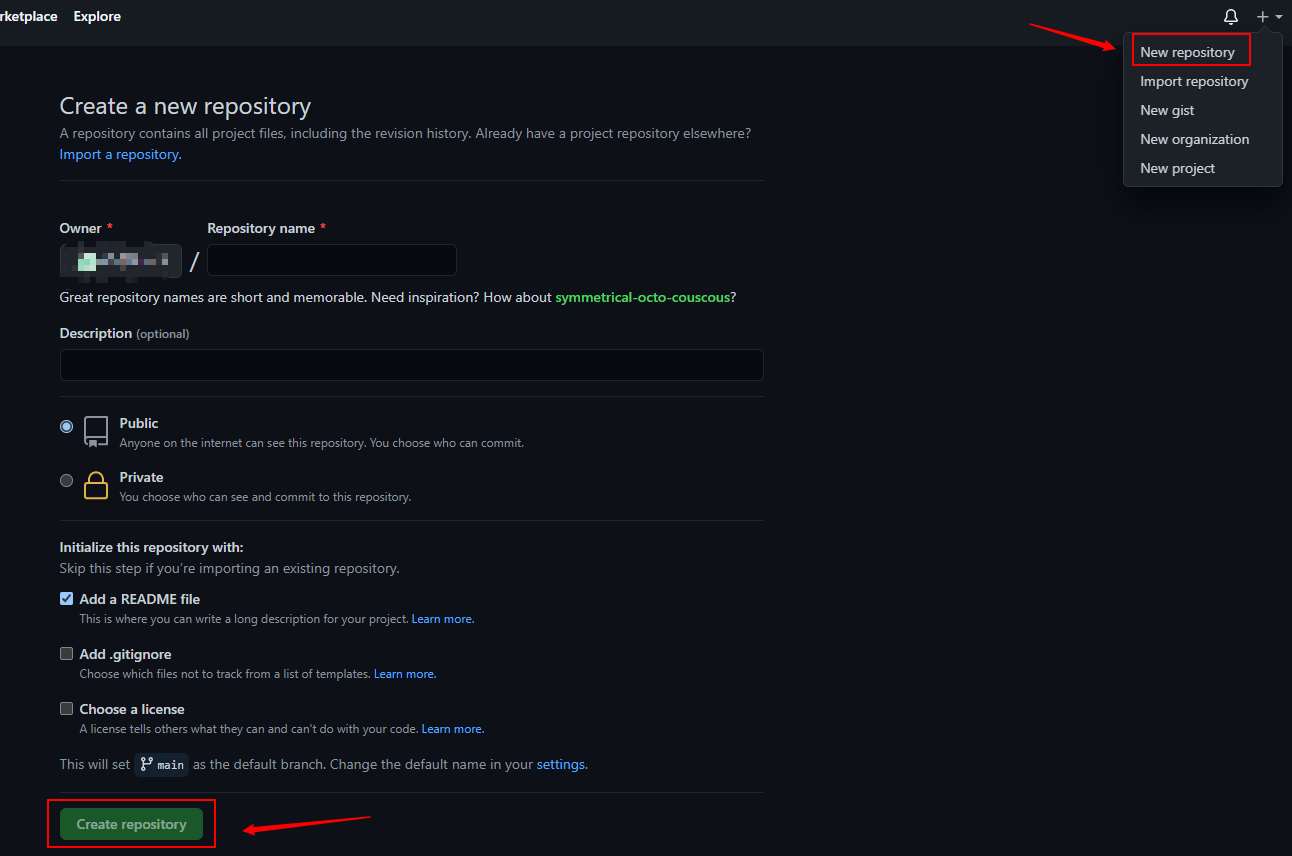 rketplace Explore
New repository
Import repository
New gist
New organization
New project
Create a new repository
A repository contains all project files, including the revision history. Already have a project repository elsewhere?
Import a repository.
Owner * Repository name *
/
Great repository names are short and memorable. Need inspiration? How about symmetrical-octo-couscous?
Description (optional)
Public
Anyone on the internet can see this repository. You choose who can commit.
Private
You choose who can see and commit to this repository.
Initialize this repository with:
Skip this step if you're importing an existing repository.
Add a README file
This is where you can write a long description for your project. Learn more.
Add .gitignore
Choose which files not to track from a list of templates. Learn more.
Choose a license
A license tells others what they can and can't do with your code. Learn more.
This will set main as the default branch. Change the default name in your settings.
Create repository